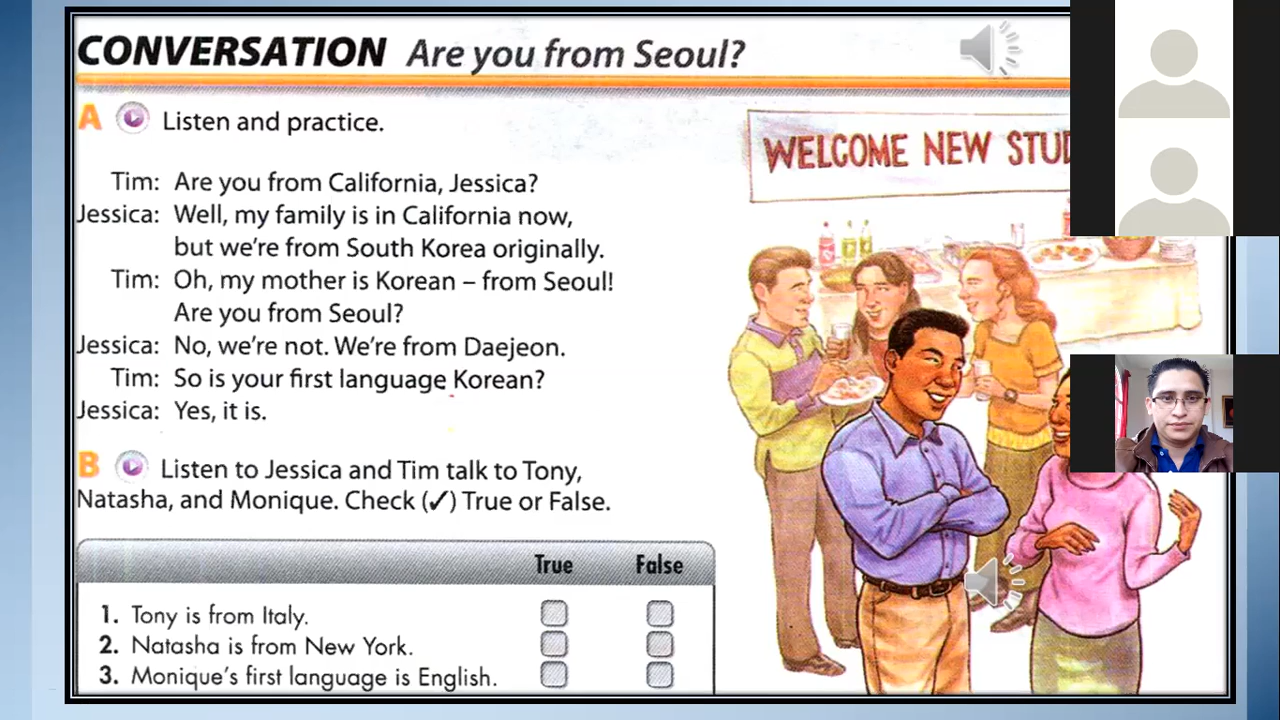 CONVERSATION Are you from Seoul?
A Listen and practice.
Tim: Are you from California, Jessica?
Jessica: Well, my family is in California now,
but we're from South Korea originally.
Tim: Oh, my mother is Korean – from Seoul!
Are you from Seoul?
Jessica: No, we're not. We're from Daejeon.
Tim: So is your first language Korean?
Jessica: Yes, it is.
B Listen to Jessica and Tim talk to Tony,
Natasha, and Monique. Check (✓) True or False.
True False
1. Tony is from Italy.
2. Natasha is from New York.
3. Monique's first language is English.
WELCOME NEW STUD